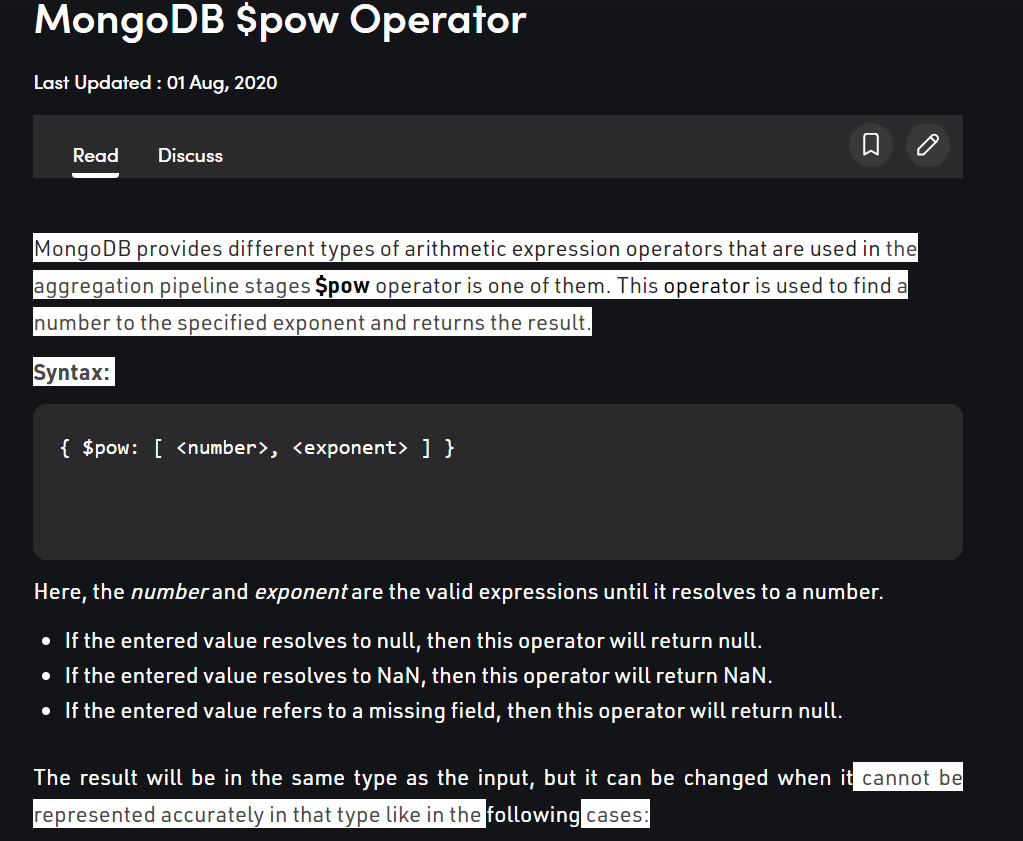 MongoDB $pow Operator
Last Updated : 01 Aug, 2020
Read Discuss
MongoDB provides different types of arithmetic expression operators that are used in the
aggregation pipeline stages $pow operator is one of them. This operator is used to find a
number to the specified exponent and returns the result.
Syntax:
{ $pow: [ <number>, <exponent> ] }
Here, the number and exponent are the valid expressions until it resolves to a number.
• If the entered value resolves to null, then this operator will return null.
• If the entered value resolves to NaN, then this operator will return NaN.
• If the entered value refers to a missing field, then this operator will return null.
The result will be in the same type as the input, but it can be changed when it cannot be
represented accurately in that type like in the following cases: